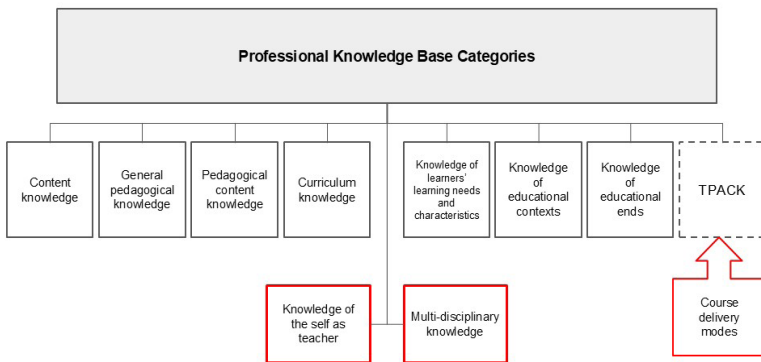 Professional Knowledge Base Categories
Content
knowledge
General
pedagogical
knowledge
Pedagogical
content
knowledge
Curriculum
knowledge
Knowledge of
learners'
learning needs
and
characteristics
Knowledge
of
educational
contexts
Knowledge
of
educational
ends
TPACK
Knowledge of
the self as
teacher
Multi-disciplinary
knowledge
Course
delivery
modes